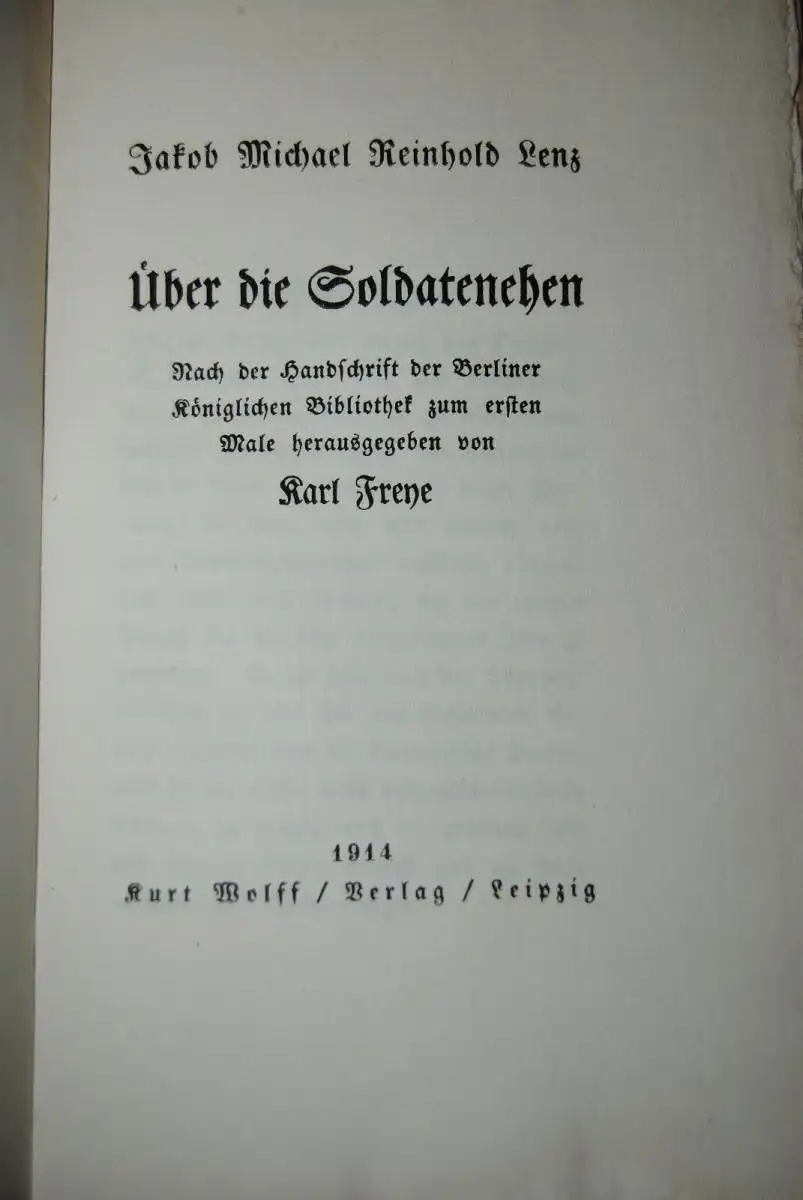 Jakob Michael Reinhold Lenz
Über die Soldatenehen
Nach der Handſchrift der Berliner
Königlichen Bibliothek zum erſten
Male herausgegeben von
Karl Freye
1914
Kurt Wolff / Verlag / Leipzig